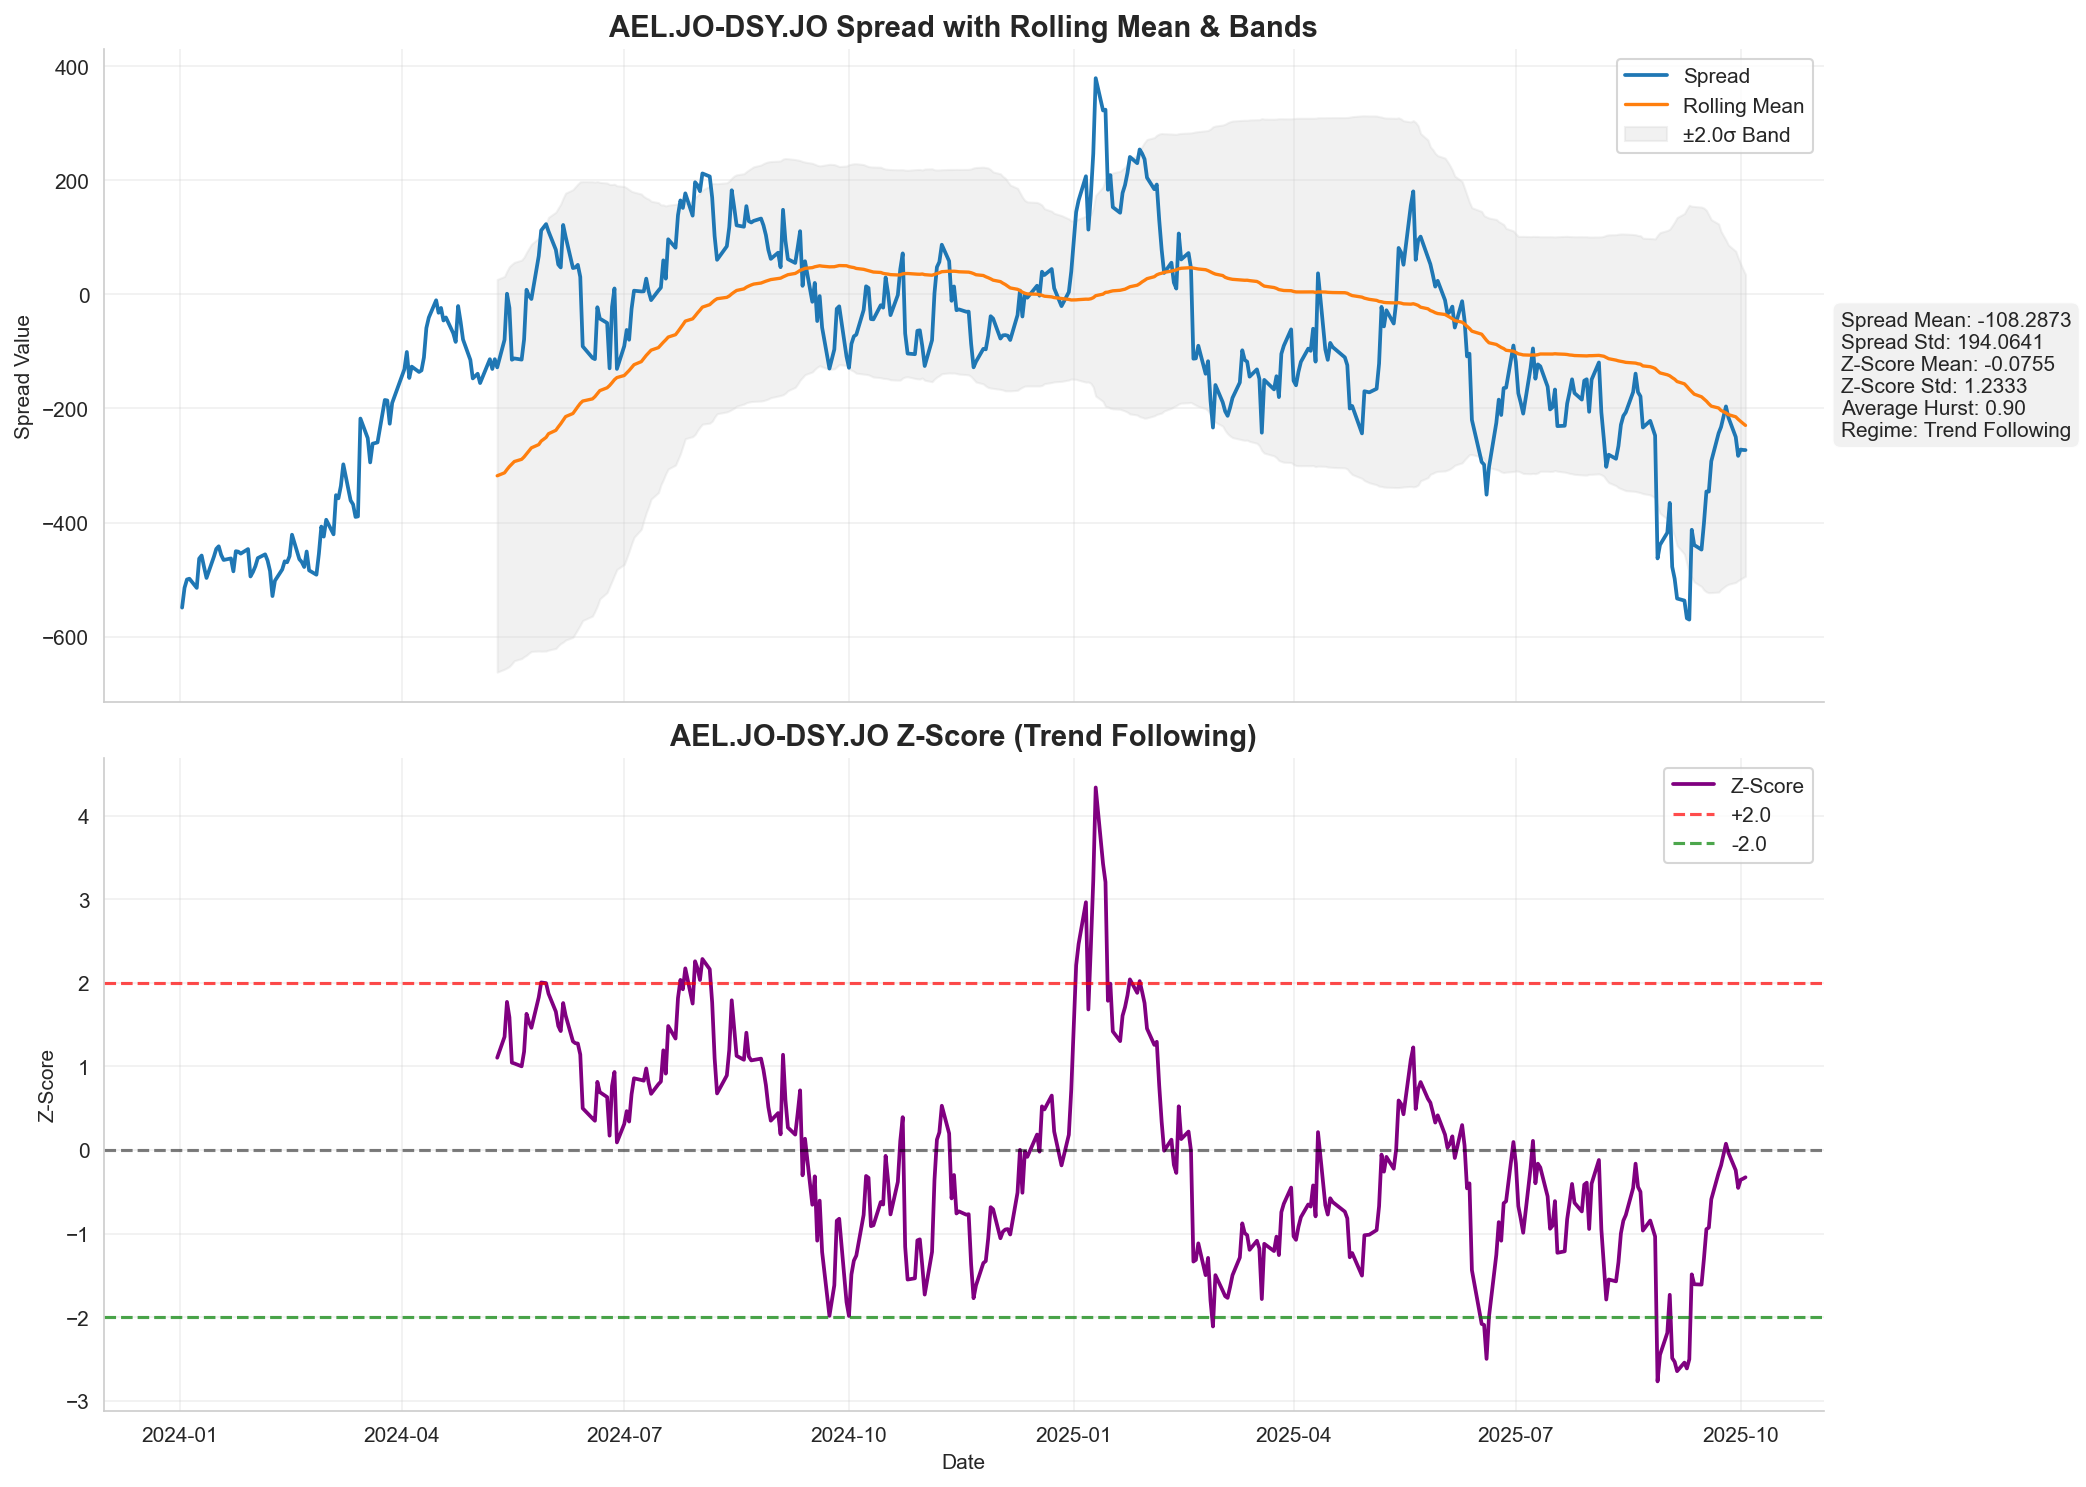 AEL.JO-DSY.JO Spread with Rolling Mean & Bands
Spread Value
400
200
0
−200
−400
−600
Spread
Rolling Mean
±2.0σ Band
Spread Mean: -108.2873
Spread Std: 194.0641
Z-Score Mean: -0.0755
Z-Score Std: 1.2333
Average Hurst: 0.90
Regime: Trend Following
AEL.JO-DSY.JO Z-Score (Trend Following)
Z-Score
4
3
2
1
0
−1
−2
−3
Z-Score
+2.0
-2.0
2024-01
2024-04
2024-07
2024-10
2025-01
2025-04
2025-07
2025-10
Date